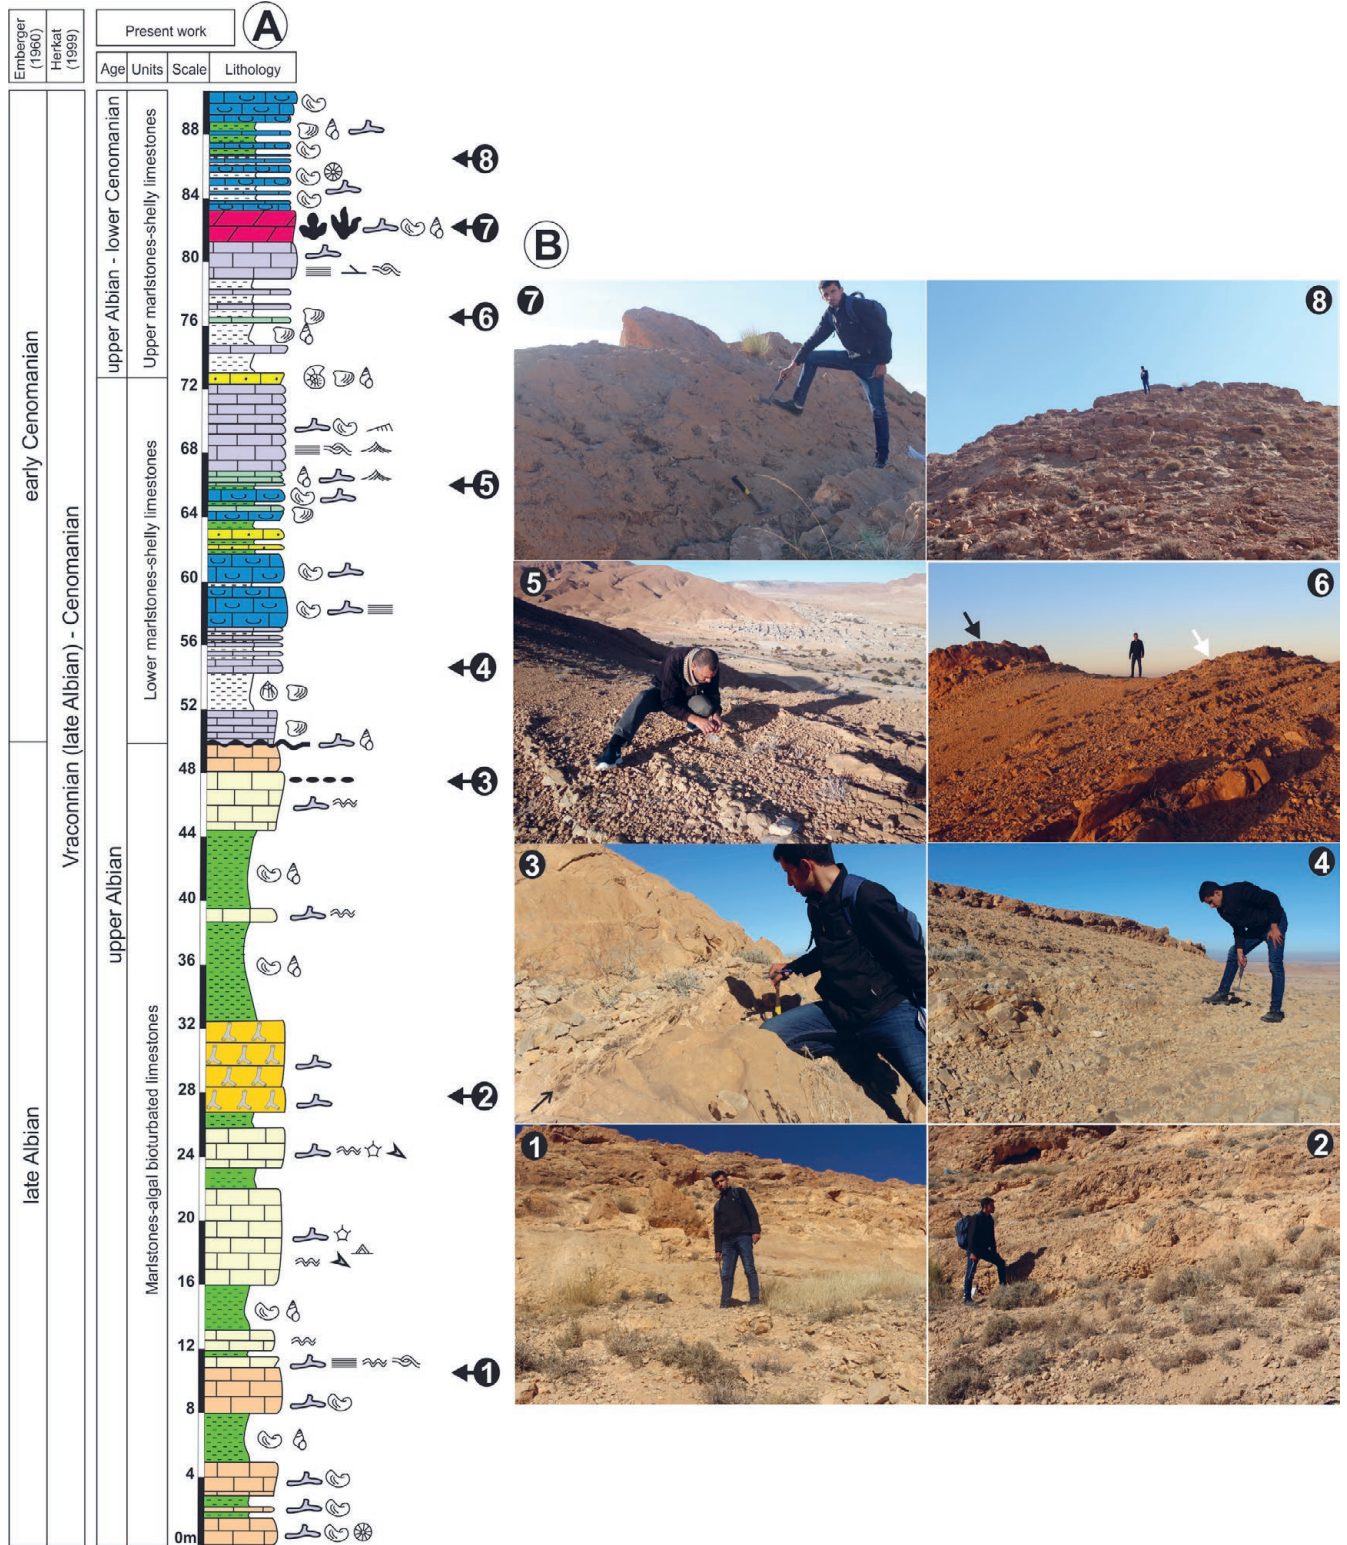 Emberger
(1960)
Herkat
(1999)
Present work
A
Age
Units
Scale
Lithology
early Cenomanian
late Albian
Vraconnian (late Albian) - Cenomanian
upper Albian - lower Cenomanian
upper Albian
Upper marlstones-shelly limestones
Lower marlstones-shelly limestones
Marlstones-algal bioturbated limestones
88
84
80
76
72
68
64
60
56
52
48
44
40
36
32
28
24
20
16
12
8
4
0m
8
7
6
5
4
3
2
1
B
7
8
5
6
3
4
1
2